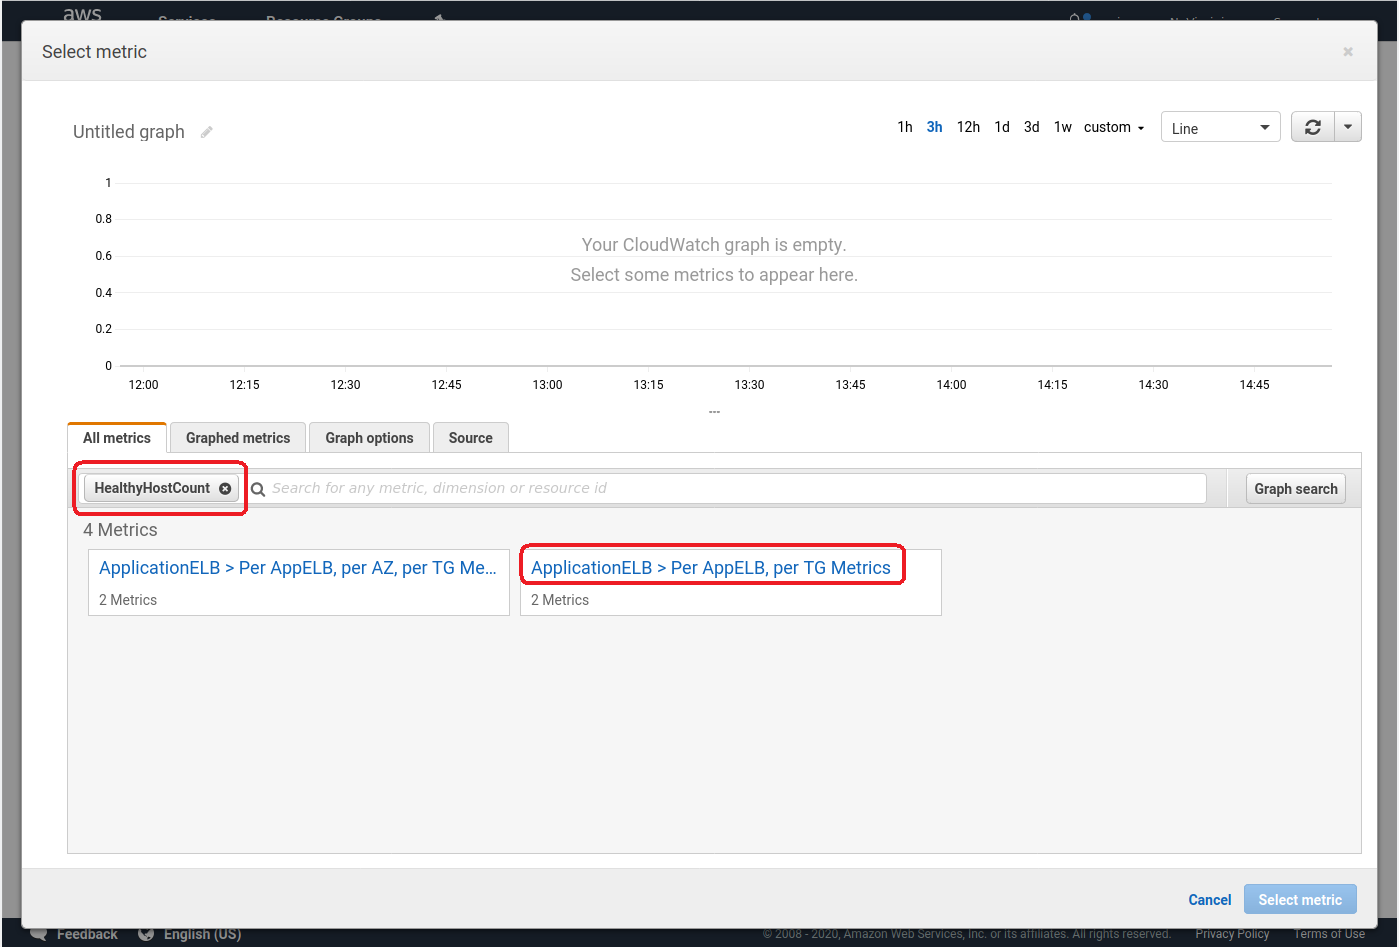 aws
Services
Resource Groups
Select metric
Untitled graph
1h 3h 12h 1d 3d 1w custom
Line
1
0.8
0.6
0.4
0.2
0
Your CloudWatch graph is empty.
Select some metrics to appear here.
12:00 12:15 12:30 12:45 13:00 13:15 13:30 13:45 14:00 14:15 14:30 14:45
All metrics Graphed metrics Graph options Source
HealthyHostCount Search for any metric, dimension or resource id Graph search
4 Metrics
ApplicationELB > Per AppELB, per AZ, per TG Me...
2 Metrics
ApplicationELB > Per AppELB, per TG Metrics
2 Metrics
Cancel Select metric
Feedback English (US) © 2008 - 2020, Amazon Web Services, Inc. or its affiliates. All rights reserved. Privacy Policy Terms of Use